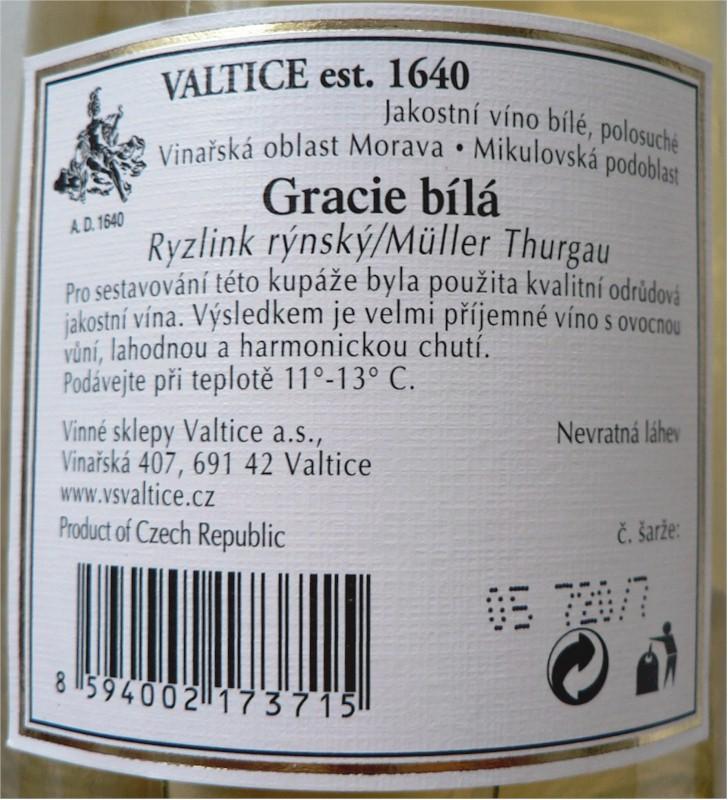 VALTICE est. 1640
Jakostní víno bílé, polosuché
Vinařská oblast Morava • Mikulovská podoblast
A. D. 1640
Gracie bílá
Ryzlink rýnský/Müller Thurgau
Pro sestavování této kupáže byla použita kvalitní odrůdová
jakostní vína. Výsledkem je velmi příjemné víno s ovocnou
vůní, lahodnou a harmonickou chutí.
Podávejte při teplotě 11°-13° C.
Vinné sklepy Valtice a.s.,
Nevratná láhev
Vinařská 407, 691 42 Valtice
www.vsvaltice.cz
Product of Czech Republic
č. šarže:
05 720/7
8 594002 173715